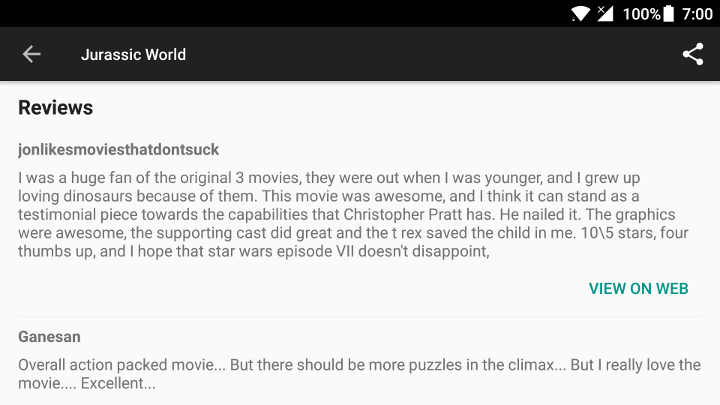 100% 7:00
Jurassic World
Reviews
jonlikesmoviesthatdontsuck
I was a huge fan of the original 3 movies, they were out when I was younger, and I grew up
loving dinosaurs because of them. This movie was awesome, and I think it can stand as a
testimonial piece towards the capabilities that Christopher Pratt has. He nailed it. The graphics
were awesome, the supporting cast did great and the t rex saved the child in me. 10\5 stars, four
thumbs up, and I hope that star wars episode VII doesn't disappoint,
VIEW ON WEB
Ganesan
Overall action packed movie... But there should be more puzzles in the climax... But I really love the
movie.... Excellent...